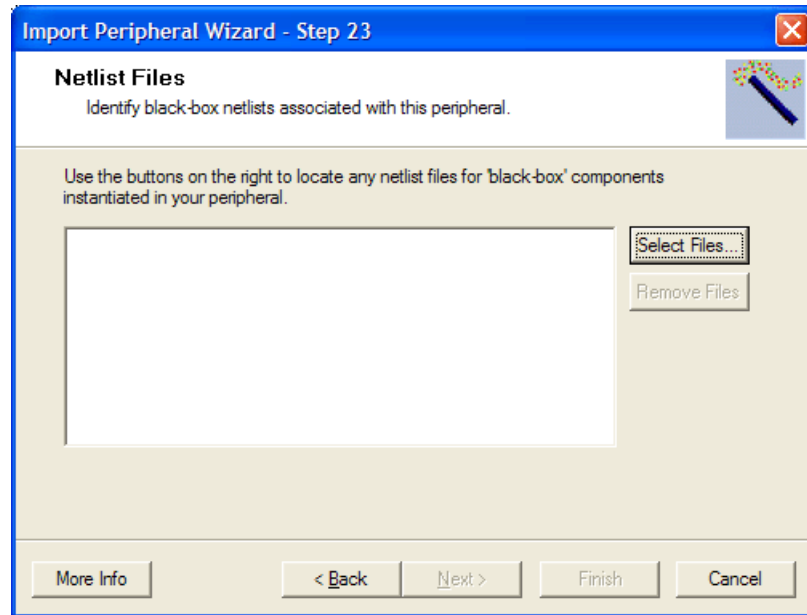 Import Peripheral Wizard - Step 23
Netlist Files
Identify black-box netlists associated with this peripheral.
Use the buttons on the right to locate any netlist files for 'black-box' components
instantiated in your peripheral.
Select Files...
Remove Files
More Info
< Back
Next >
Finish
Cancel